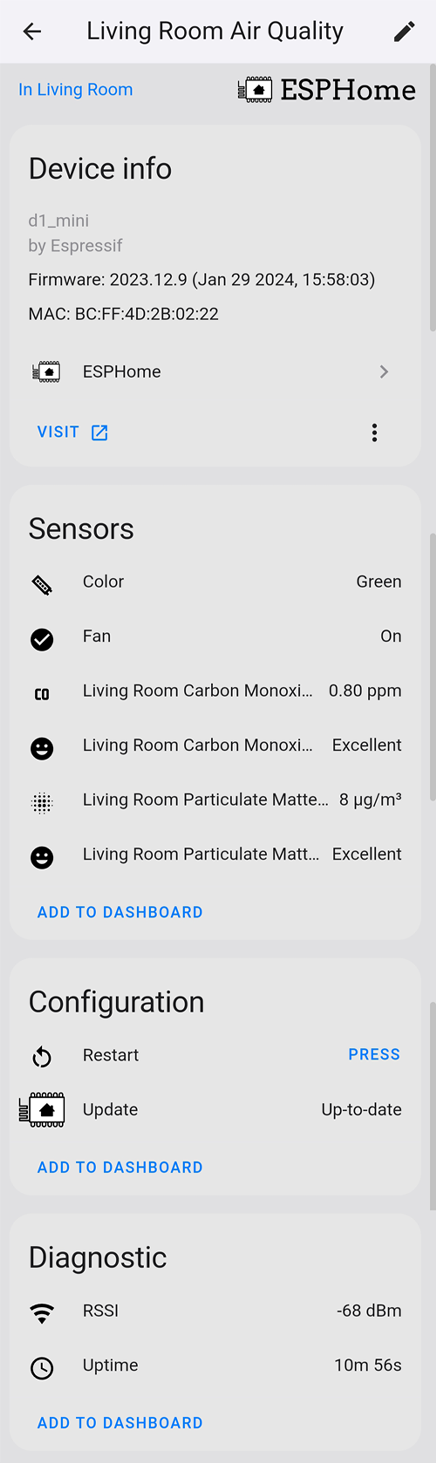 Living Room Air Quality
In Living Room
ESPHome
Device info
d1_mini
by Espressif
Firmware: 2023.12.9 (Jan 29 2024, 15:58:03)
MAC: BC:FF:4D:2B:02:22
ESPHome
VISIT
Sensors
Color Green
Fan On
CO Living Room Carbon Monoxi... 0.80 ppm
Living Room Carbon Monoxi... Excellent
Living Room Particulate Matte... 8 µg/m³
Living Room Particulate Matt... Excellent
ADD TO DASHBOARD
Configuration
Restart PRESS
Update Up-to-date
ADD TO DASHBOARD
Diagnostic
RSSI -68 dBm
Uptime 10m 56s
ADD TO DASHBOARD